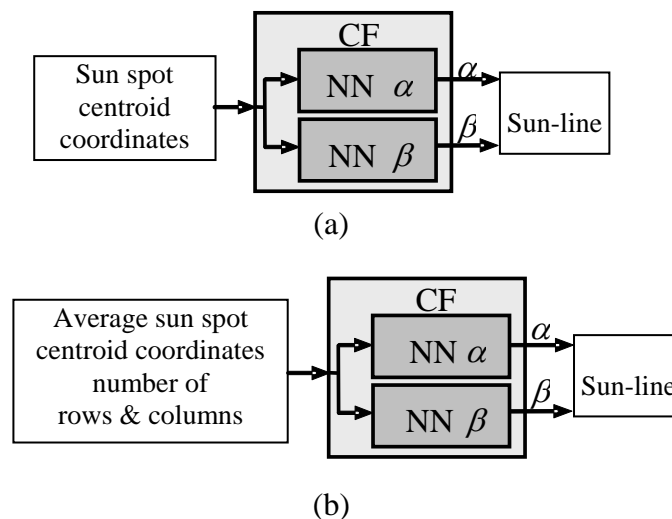 CF
Sun spot
centroid
coordinates
NN α
α
NN β
β
Sun-line
(a)
CF
Average sun spot
centroid coordinates
number of
rows & columns
NN α
α
NN β
β
Sun-line
(b)